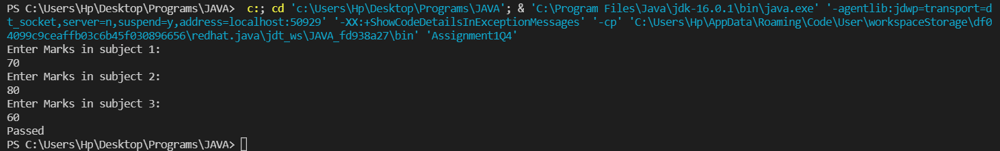 PS C:\Users\Hp\Desktop\Programs\JAVA>  c:; cd 'c:\Users\Hp\Desktop\Programs\JAVA'; & 'C:\Program Files\Java\jdk-16.0.1\bin\java.exe' '-agentlib:jdwp=transport=d
t_socket,server=n,suspend=y,address=localhost:50929' '-XX:+ShowCodeDetailsInExceptionMessages' '-cp' 'C:\Users\Hp\AppData\Roaming\Code\User\workspaceStorage\df0
4099c9ceaffb03c6b45f030896656\redhat.java\jdt_ws\JAVA_fd938a27\bin' 'Assignment1Q4'
Enter Marks in subject 1:
70
Enter Marks in subject 2:
80
Enter Marks in subject 3:
60
Passed
PS C:\Users\Hp\Desktop\Programs\JAVA>